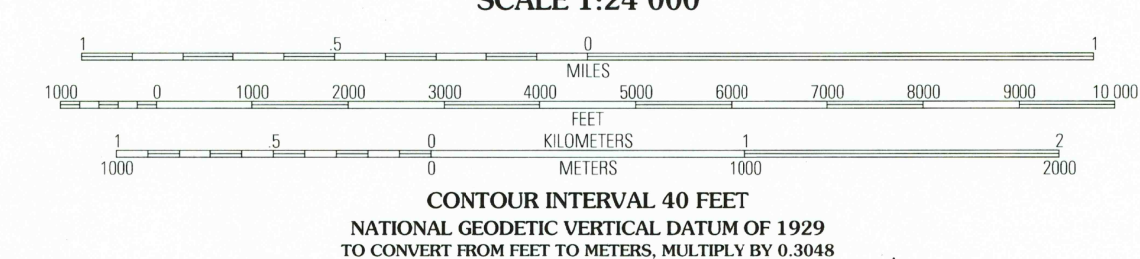 SCALE 1:24 000
1 .5 0 1
MILES
1000 0 1000 2000 3000 4000 5000 6000 7000 8000 9000 10 000
FEET
1 .5 0 KILOMETERS 1 2
1000 0 METERS 1000 2000
CONTOUR INTERVAL 40 FEET
NATIONAL GEODETIC VERTICAL DATUM OF 1929
TO CONVERT FROM FEET TO METERS, MULTIPLY BY 0.3048